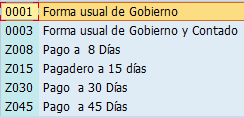 0001 Forma usual de Gobierno
0003 Forma usual de Gobierno y Contado
Z008 Pago a 8 Días
Z015 Pagadero a 15 días
Z030 Pago a 30 Días
Z045 Pago a 45 Días